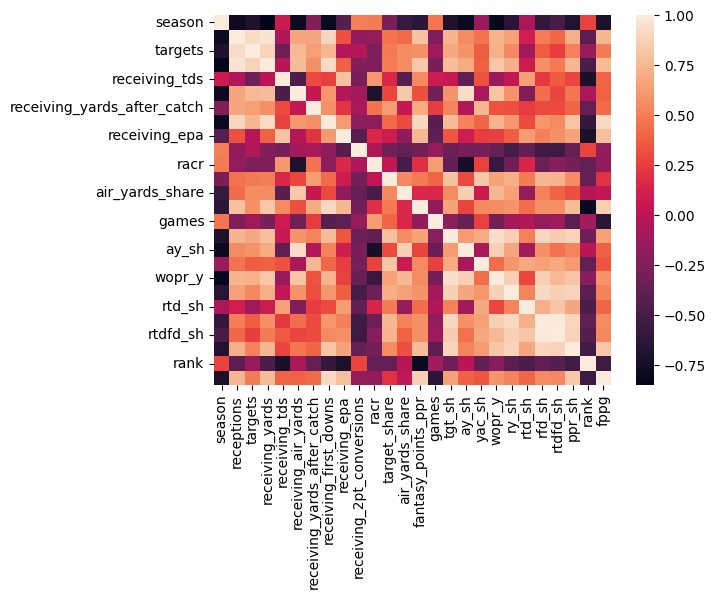 season
targets
receiving_tds
receiving_yards_after_catch
receiving_epa
racr
air_yards_share
games
ay_sh
wopr_y
rtd_sh
rtdfd_sh
rank
season
receptions
targets
receiving_yards
receiving_tds
receiving_air_yards
receiving_yards_after_catch
receiving_first_downs
receiving_epa
receiving_2pt_conversions
racr
target_share
air_yards_share
fantasy_points_ppr
games
tgt_sh
ay_sh
yac_sh
wopr_y
ry_sh
rtd_sh
rfd_sh
rtdfd_sh
ppr_sh
rank
fppg
1.00
0.75
0.50
0.25
0.00
−0.25
−0.50
−0.75